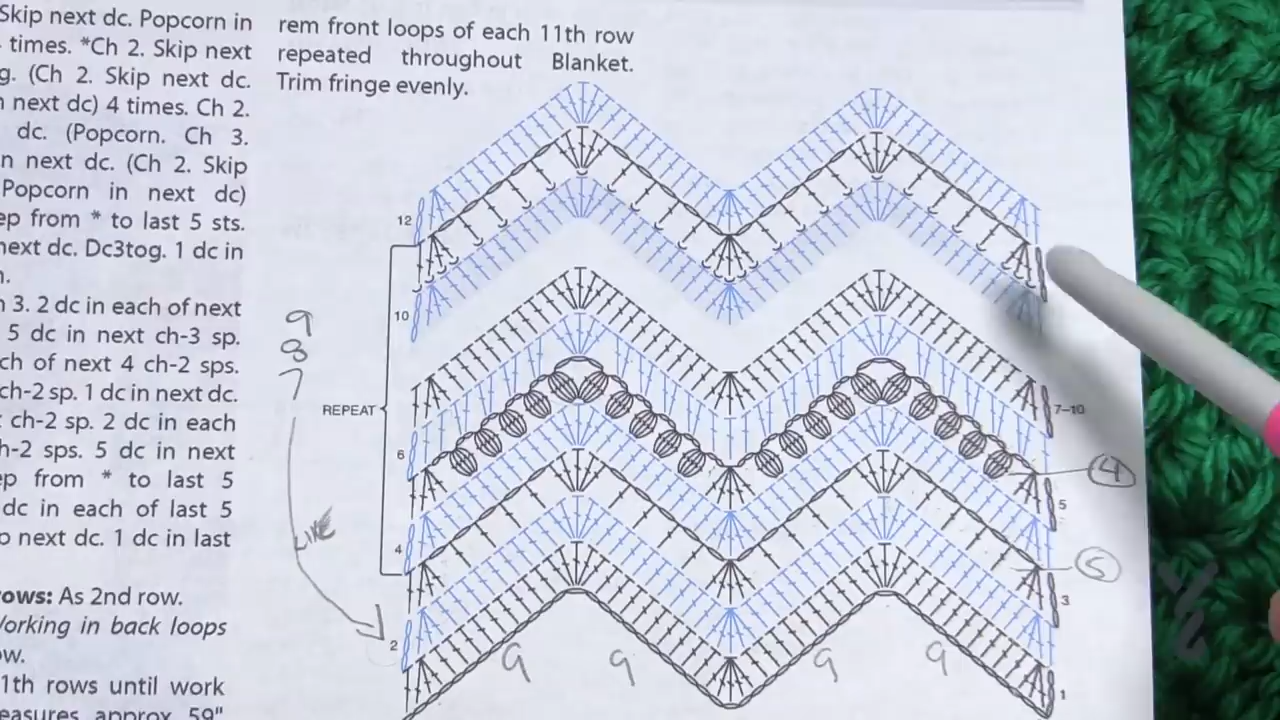 Skip next dc. Popcorn in
times. *Ch 2. Skip next
g. (Ch 2. Skip next dc.
n next dc) 4 times. Ch 2.
dc. (Popcorn. Ch 3.
n next dc. (Ch 2. Skip
Popcorn in next dc)
ep from * to last 5 sts.
next dc. Dc3tog. 1 dc in
n 3. 2 dc in each of next
5 dc in next ch-3 sp.
ch of next 4 ch-2 sps.
ch-2 sp. 1 dc in next dc.
ch-2 sp. 2 dc in each
h-2 sps. 5 dc in next
ep from * to last 5
dc in each of last 5
o next dc. 1 dc in last
ows: As 2nd row.
Working in back loops
ow.
1th rows until work
easures approx 59"
rem front loops of each 11th row
repeated throughout Blanket.
Trim fringe evenly.
12
10
REPEAT
6
4
2
7-10
5
3
1
9
8
7
LIKE
4
5
9 9 9 9